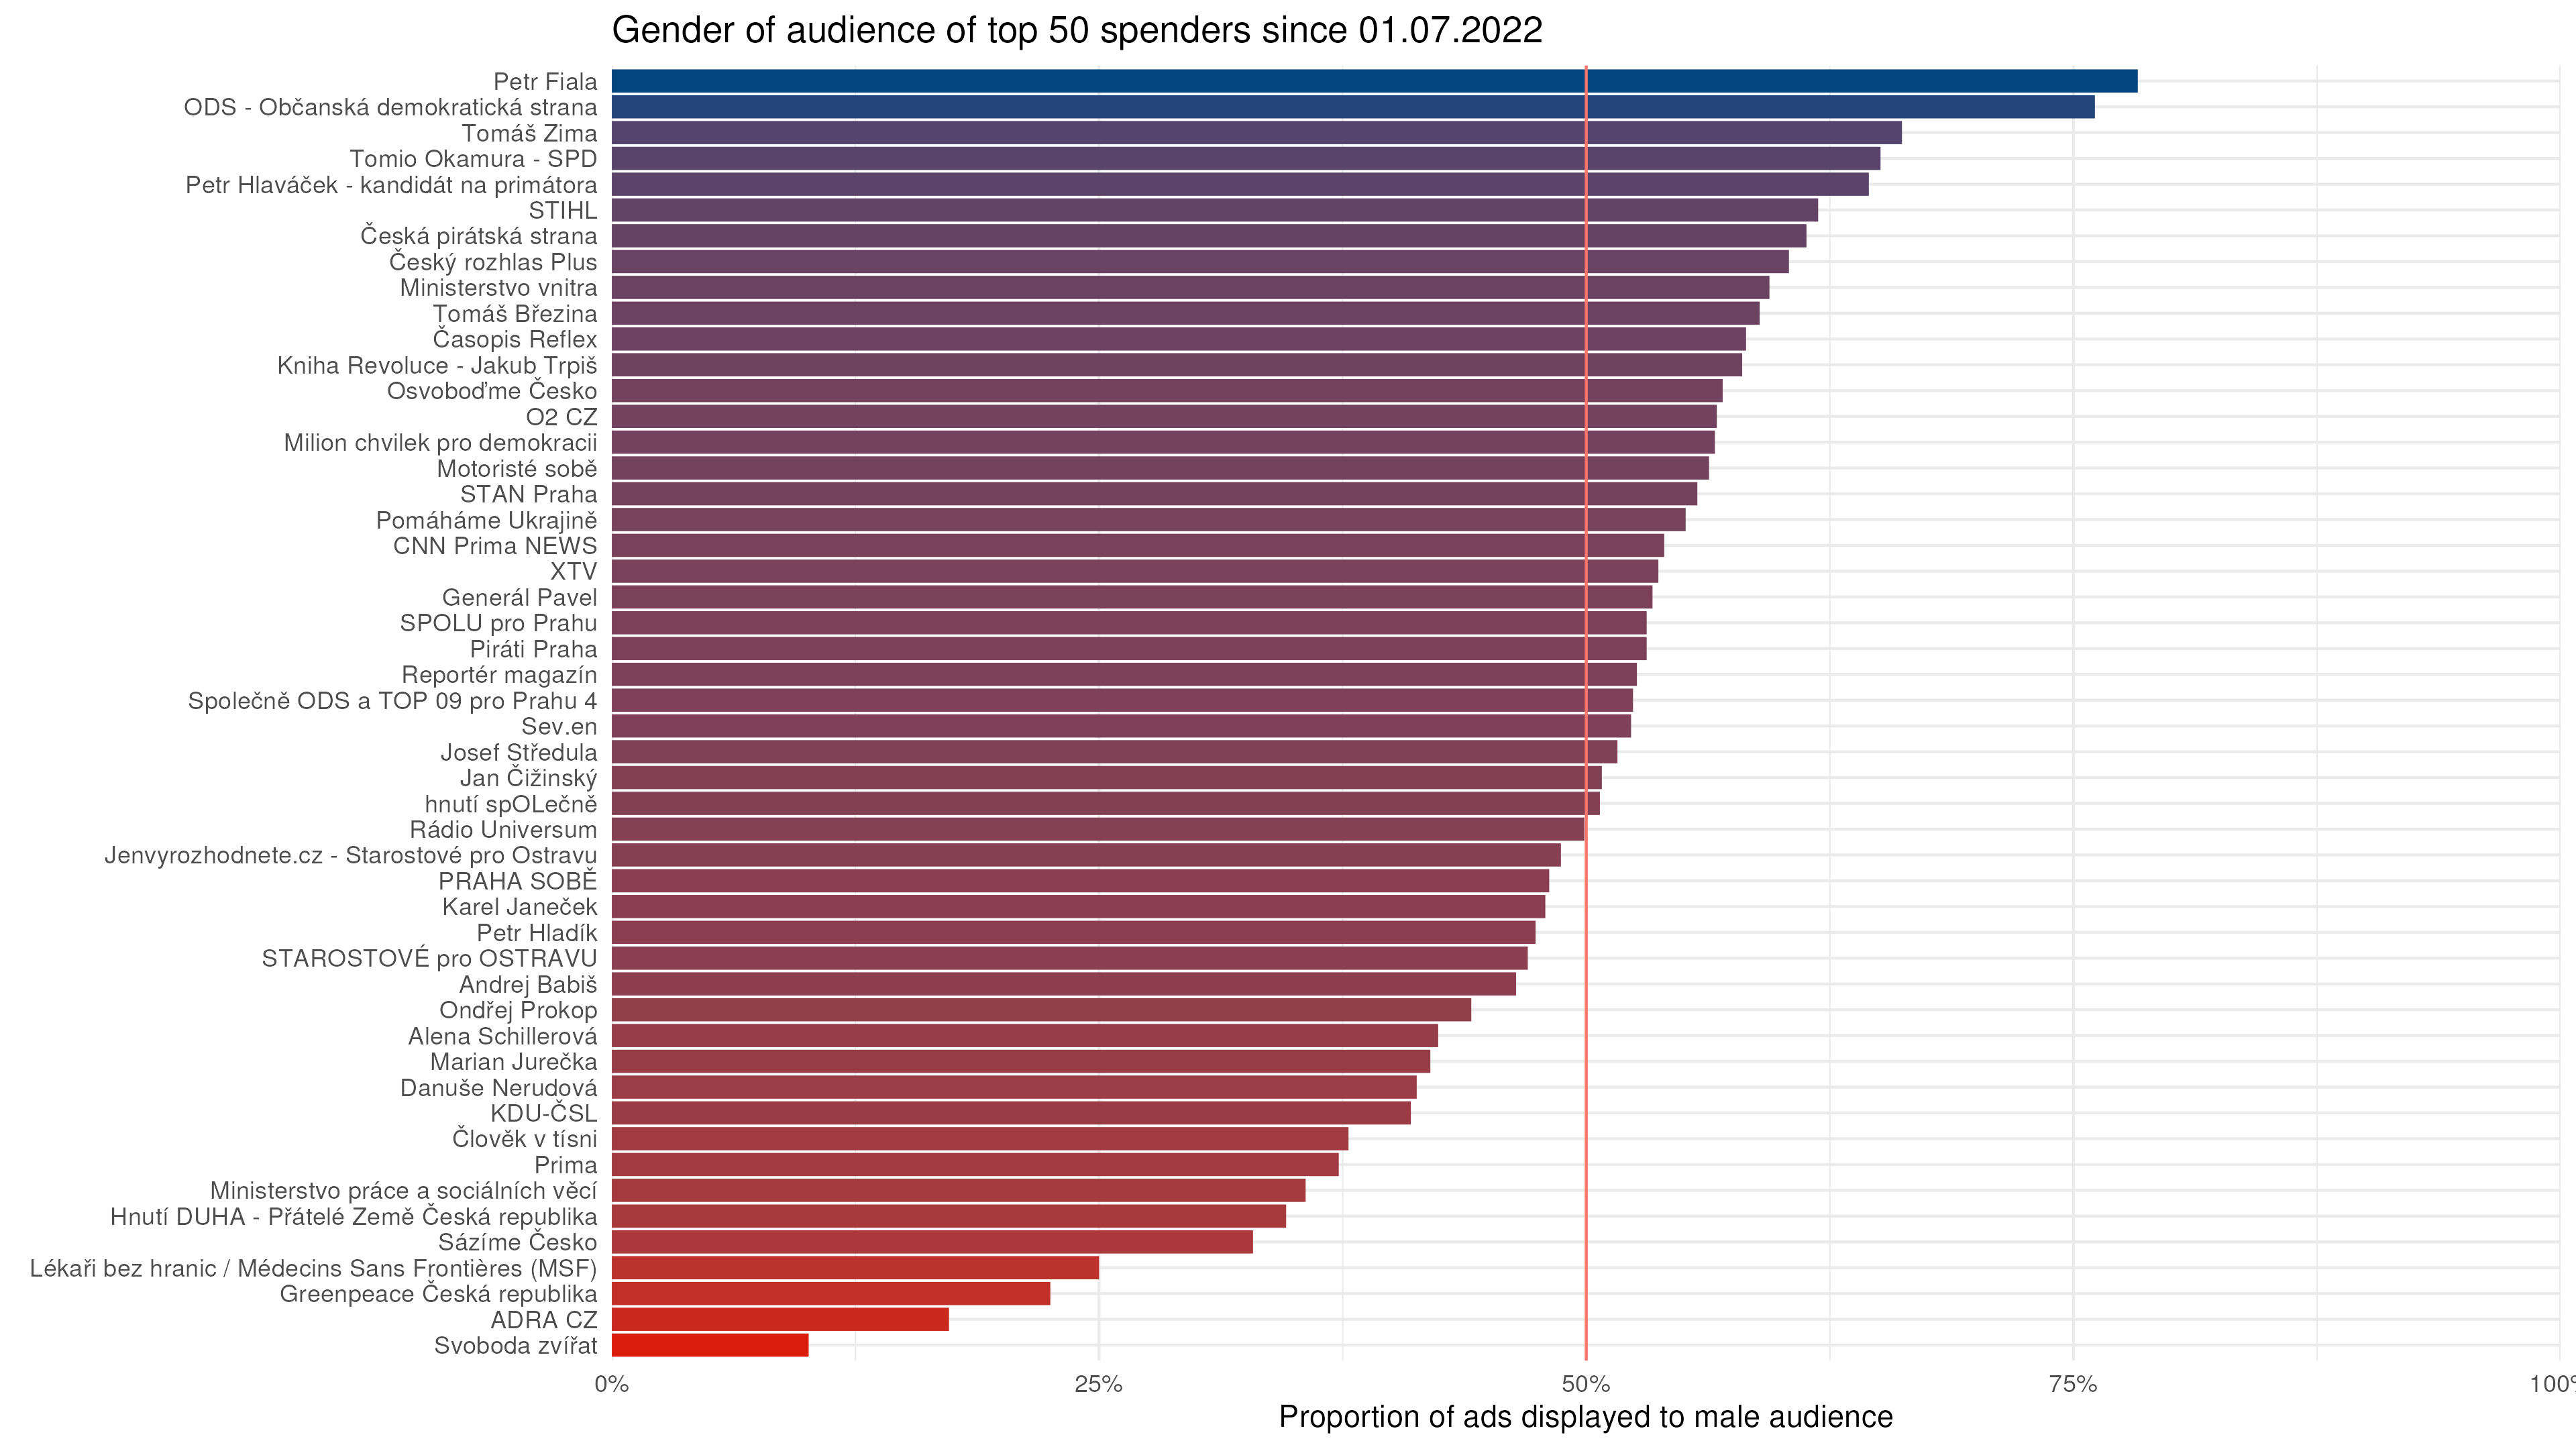 Gender of audience of top 50 spenders since 01.07.2022
Petr Fiala
ODS - Občanská demokratická strana
Tomáš Zima
Tomio Okamura - SPD
Petr Hlaváček - kandidát na primátora
STIHL
Česká pirátská strana
Český rozhlas Plus
Ministerstvo vnitra
Tomáš Březina
Časopis Reflex
Kniha Revoluce - Jakub Trpiš
Osvoboďme Česko
O2 CZ
Milion chvilek pro demokracii
Motoristé sobě
STAN Praha
Pomáháme Ukrajině
CNN Prima NEWS
XTV
Generál Pavel
SPOLU pro Prahu
Piráti Praha
Reportér magazín
Společně ODS a TOP 09 pro Prahu 4
Sev.en
Josef Středula
Jan Čižinský
hnutí spOLečně
Rádio Universum
Jenvyrozhodnete.cz - Starostové pro Ostravu
PRAHA SOBĚ
Karel Janeček
Petr Hladík
STAROSTOVÉ pro OSTRAVU
Andrej Babiš
Ondřej Prokop
Alena Schillerová
Marian Jurečka
Danuše Nerudová
KDU-ČSL
Člověk v tísni
Prima
Ministerstvo práce a sociálních věcí
Hnutí DUHA - Přátelé Země Česká republika
Sázíme Česko
Lékaři bez hranic / Médecins Sans Frontières (MSF)
Greenpeace Česká republika
ADRA CZ
Svoboda zvířat
0% 25% 50% 75% 100%
Proportion of ads displayed to male audience